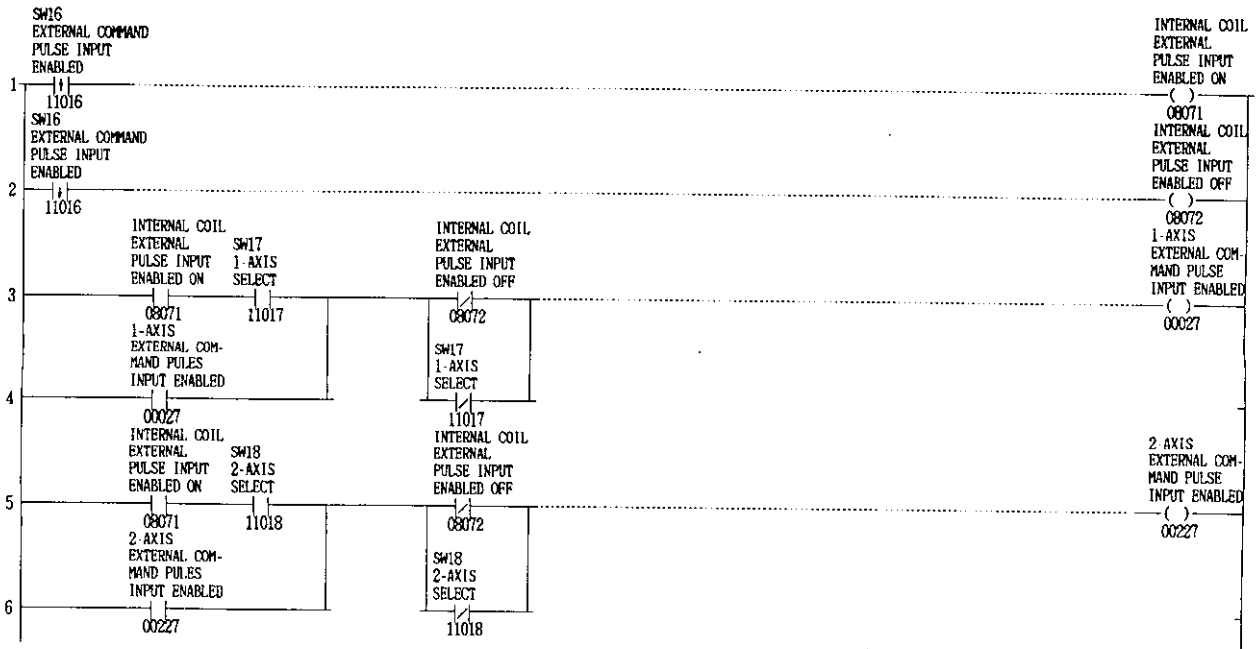 SW16
EXTERNAL COMMAND
PULSE INPUT
ENABLED
1
11016
INTERNAL COIL
EXTERNAL
PULSE INPUT
ENABLED ON
08071
SW16
EXTERNAL COMMAND
PULSE INPUT
ENABLED
2
11016
INTERNAL COIL
EXTERNAL
PULSE INPUT
ENABLED OFF
08072
INTERNAL COIL
EXTERNAL
PULSE INPUT
ENABLED ON
08071
SW17
1-AXIS
SELECT
11017
INTERNAL COIL
EXTERNAL
PULSE INPUT
ENABLED OFF
08072
1-AXIS
EXTERNAL COM-
MAND PULSE
INPUT ENABLED
00027
3
1-AXIS
EXTERNAL COM-
MAND PULES
INPUT ENABLED
00027
SW17
1-AXIS
SELECT
11017
4
INTERNAL COIL
EXTERNAL
PULSE INPUT
ENABLED ON
08071
SW18
2-AXIS
SELECT
11018
INTERNAL COIL
EXTERNAL
PULSE INPUT
ENABLED OFF
08072
2-AXIS
EXTERNAL COM-
MAND PULSE
INPUT ENABLED
00227
5
2-AXIS
EXTERNAL COM-
MAND PULES
INPUT ENABLED
00227
SW18
2-AXIS
SELECT
11018
6